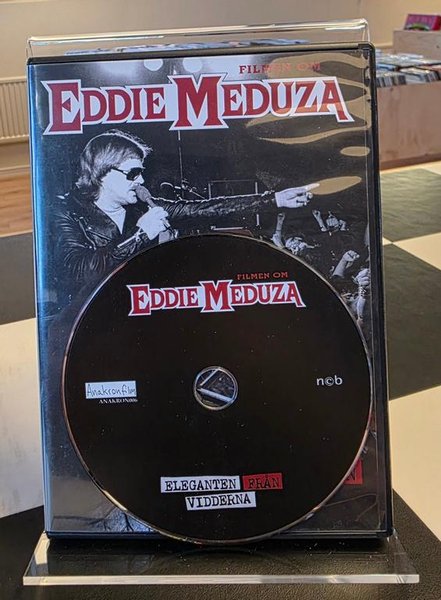 FILMEN OM
EDDIE MEDUZA
FILMEN OM
EDDIE MEDUZA
Anakronfilm
ANAKRON006
n©b
ELEGANTEN FRÅN
VIDDERNA